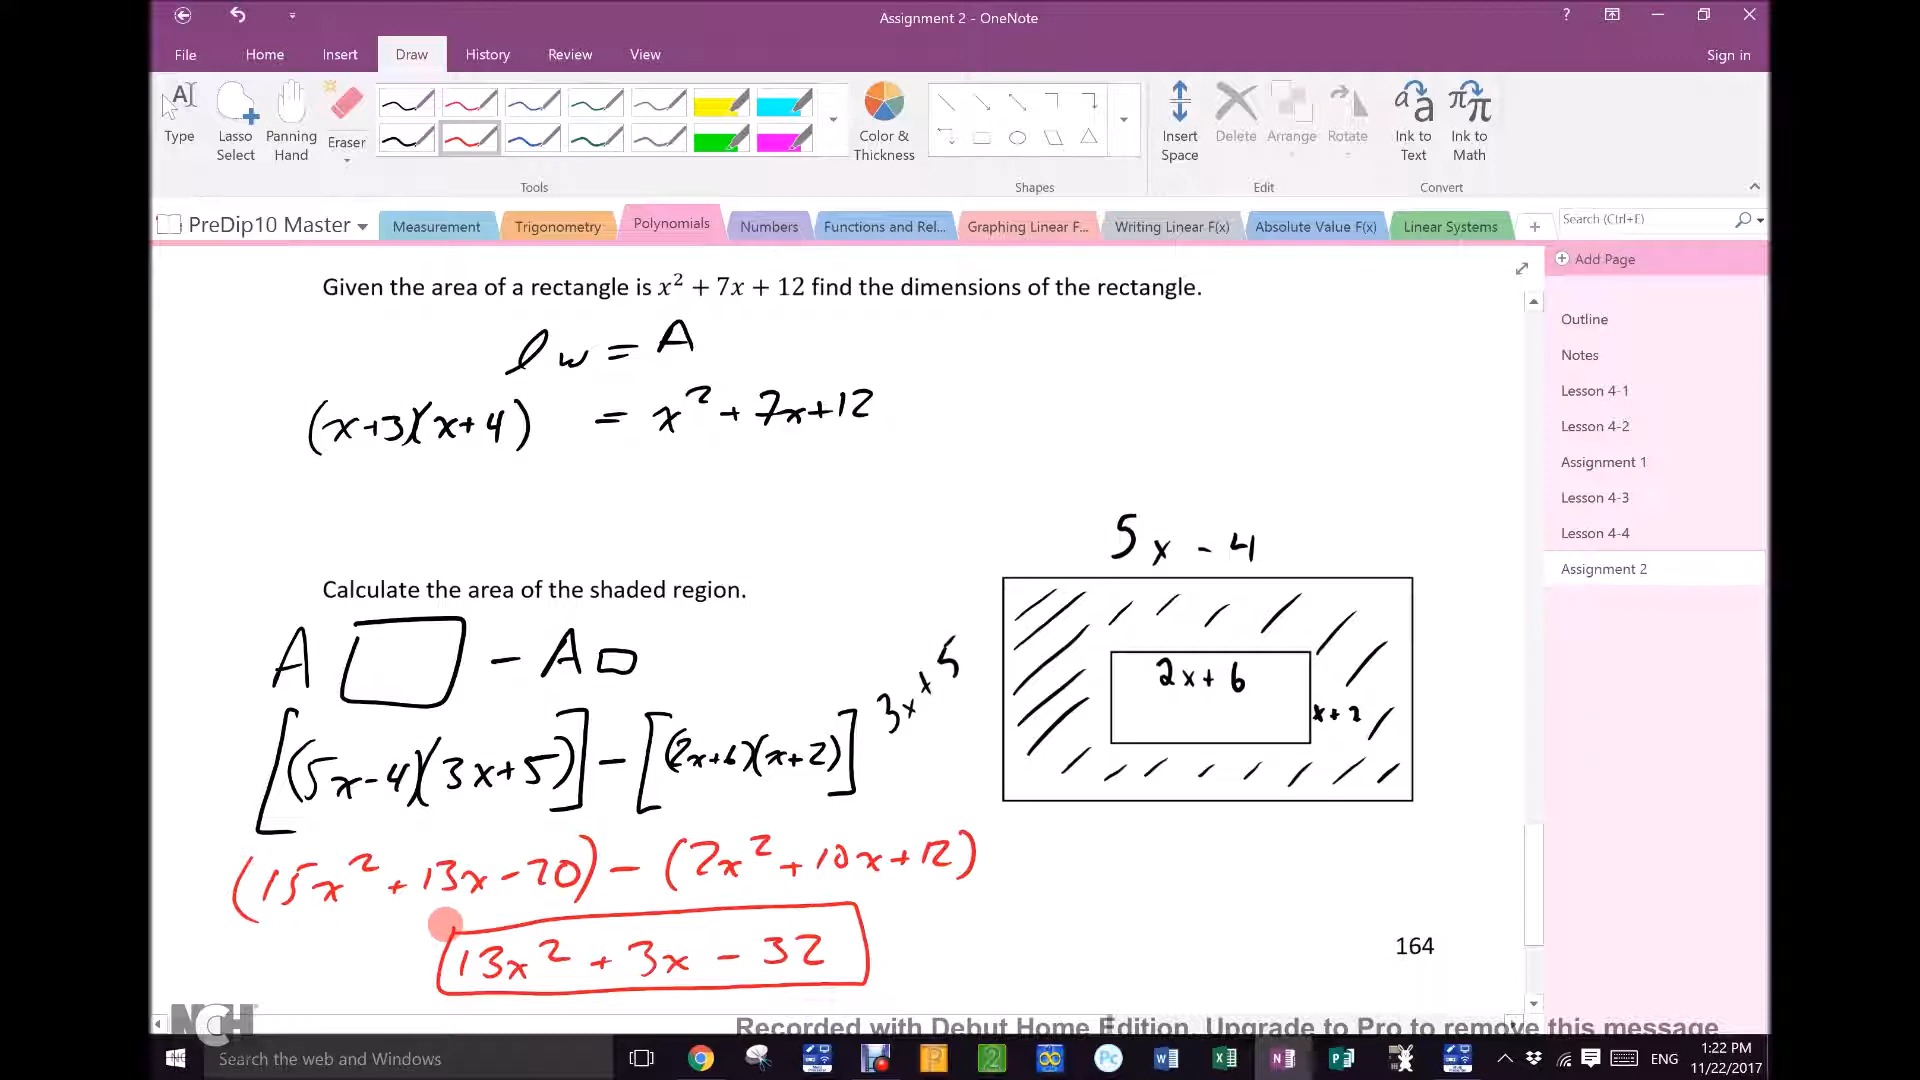 Assignment 2 - OneNote
?
File Home Insert Draw History Review View Sign in
Type Lasso Select Panning Hand Eraser Color & Thickness Insert Space Delete Arrange Rotate Ink to Text Ink to Math
Tools Shapes Edit Convert
PreDip10 Master Measurement Trigonometry Polynomials Numbers Functions and Rel... Graphing Linear F... Writing Linear F(x) Absolute Value F(x) Linear Systems + Search (Ctrl+E)
Add Page
Outline
Notes
Lesson 4-1
Lesson 4-2
Assignment 1
Lesson 4-3
Lesson 4-4
Assignment 2
Given the area of a rectangle is x² + 7x + 12 find the dimensions of the rectangle.
l w = A
(x+3)(x+4) = x² + 7x+12
Calculate the area of the shaded region.
5x - 4
3x + 5
2x + 6
x + 2
A - A
[(5x-4)(3x+5)] - [(2x+6)(x+2)]
(15x² + 13x - 20) - (2x² + 10x + 12)
13x² + 3x - 32
164
NCH
Recorded with Debut Home Edition. Upgrade to Pro to remove this message
Search the web and Windows
ENG
1:22 PM
11/22/2017